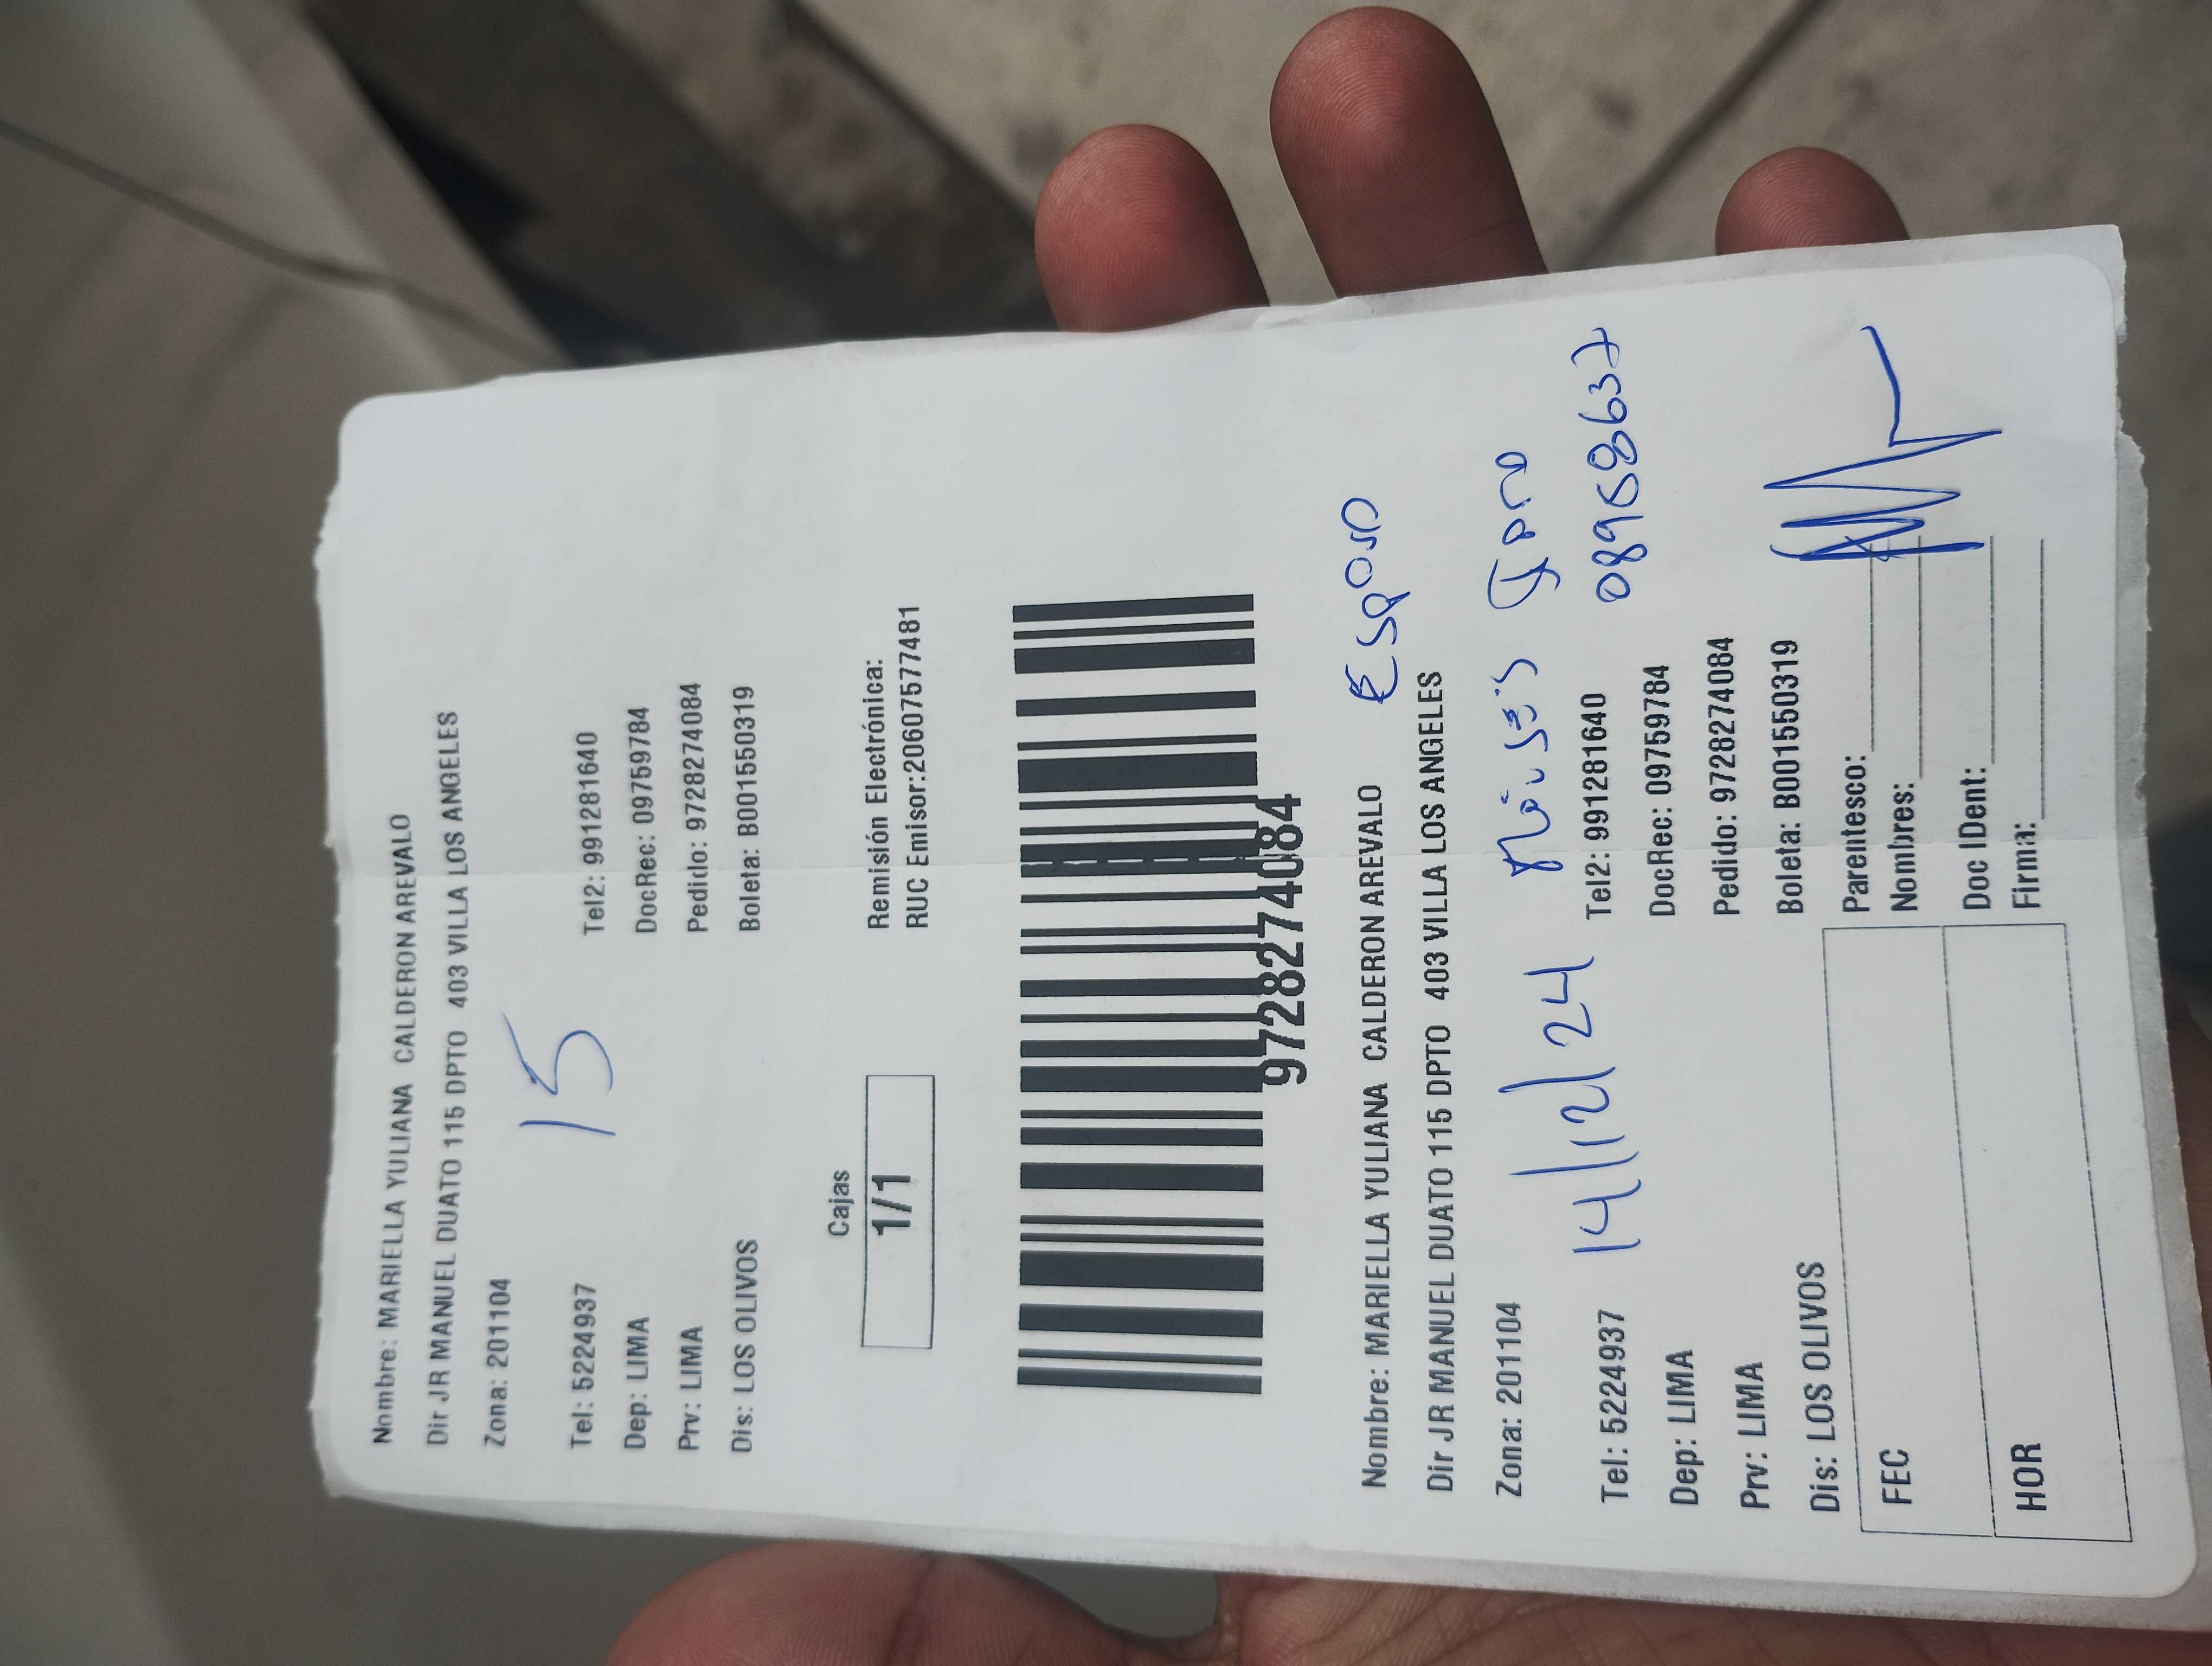 Nombre: MARIELLA YULIANA CALDERON AREVALO
Dir JR MANUEL DUATO 115 DPTO 403 VILLA LOS ANGELES
Zona: 201104
15
Tel: 5224937 Tel2: 991281640
Dep: LIMA DocRec: 09759784
Prv: LIMA Pedido: 97282274084
Dis: LOS OLIVOS Boleta: B001550319
Cajas
1/1
Remisión Electrónica:
RUC Emisor:20607577481
97282274084
Esposo
Nombre: MARIELLA YULIANA CALDERON AREVALO
Dir JR MANUEL DUATO 115 DPTO 403 VILLA LOS ANGELES
Zona: 201104
14/12/24
Moisés
Tel: 5224937 Tel2: 991281640
Dep: LIMA DocRec: 09759784
Prv: LIMA Pedido: 97282274084
Dis: LOS OLIVOS Boleta: B001550319
FEC
HOR
Parentesco:
Nombres:
Doc IDent:
Firma: